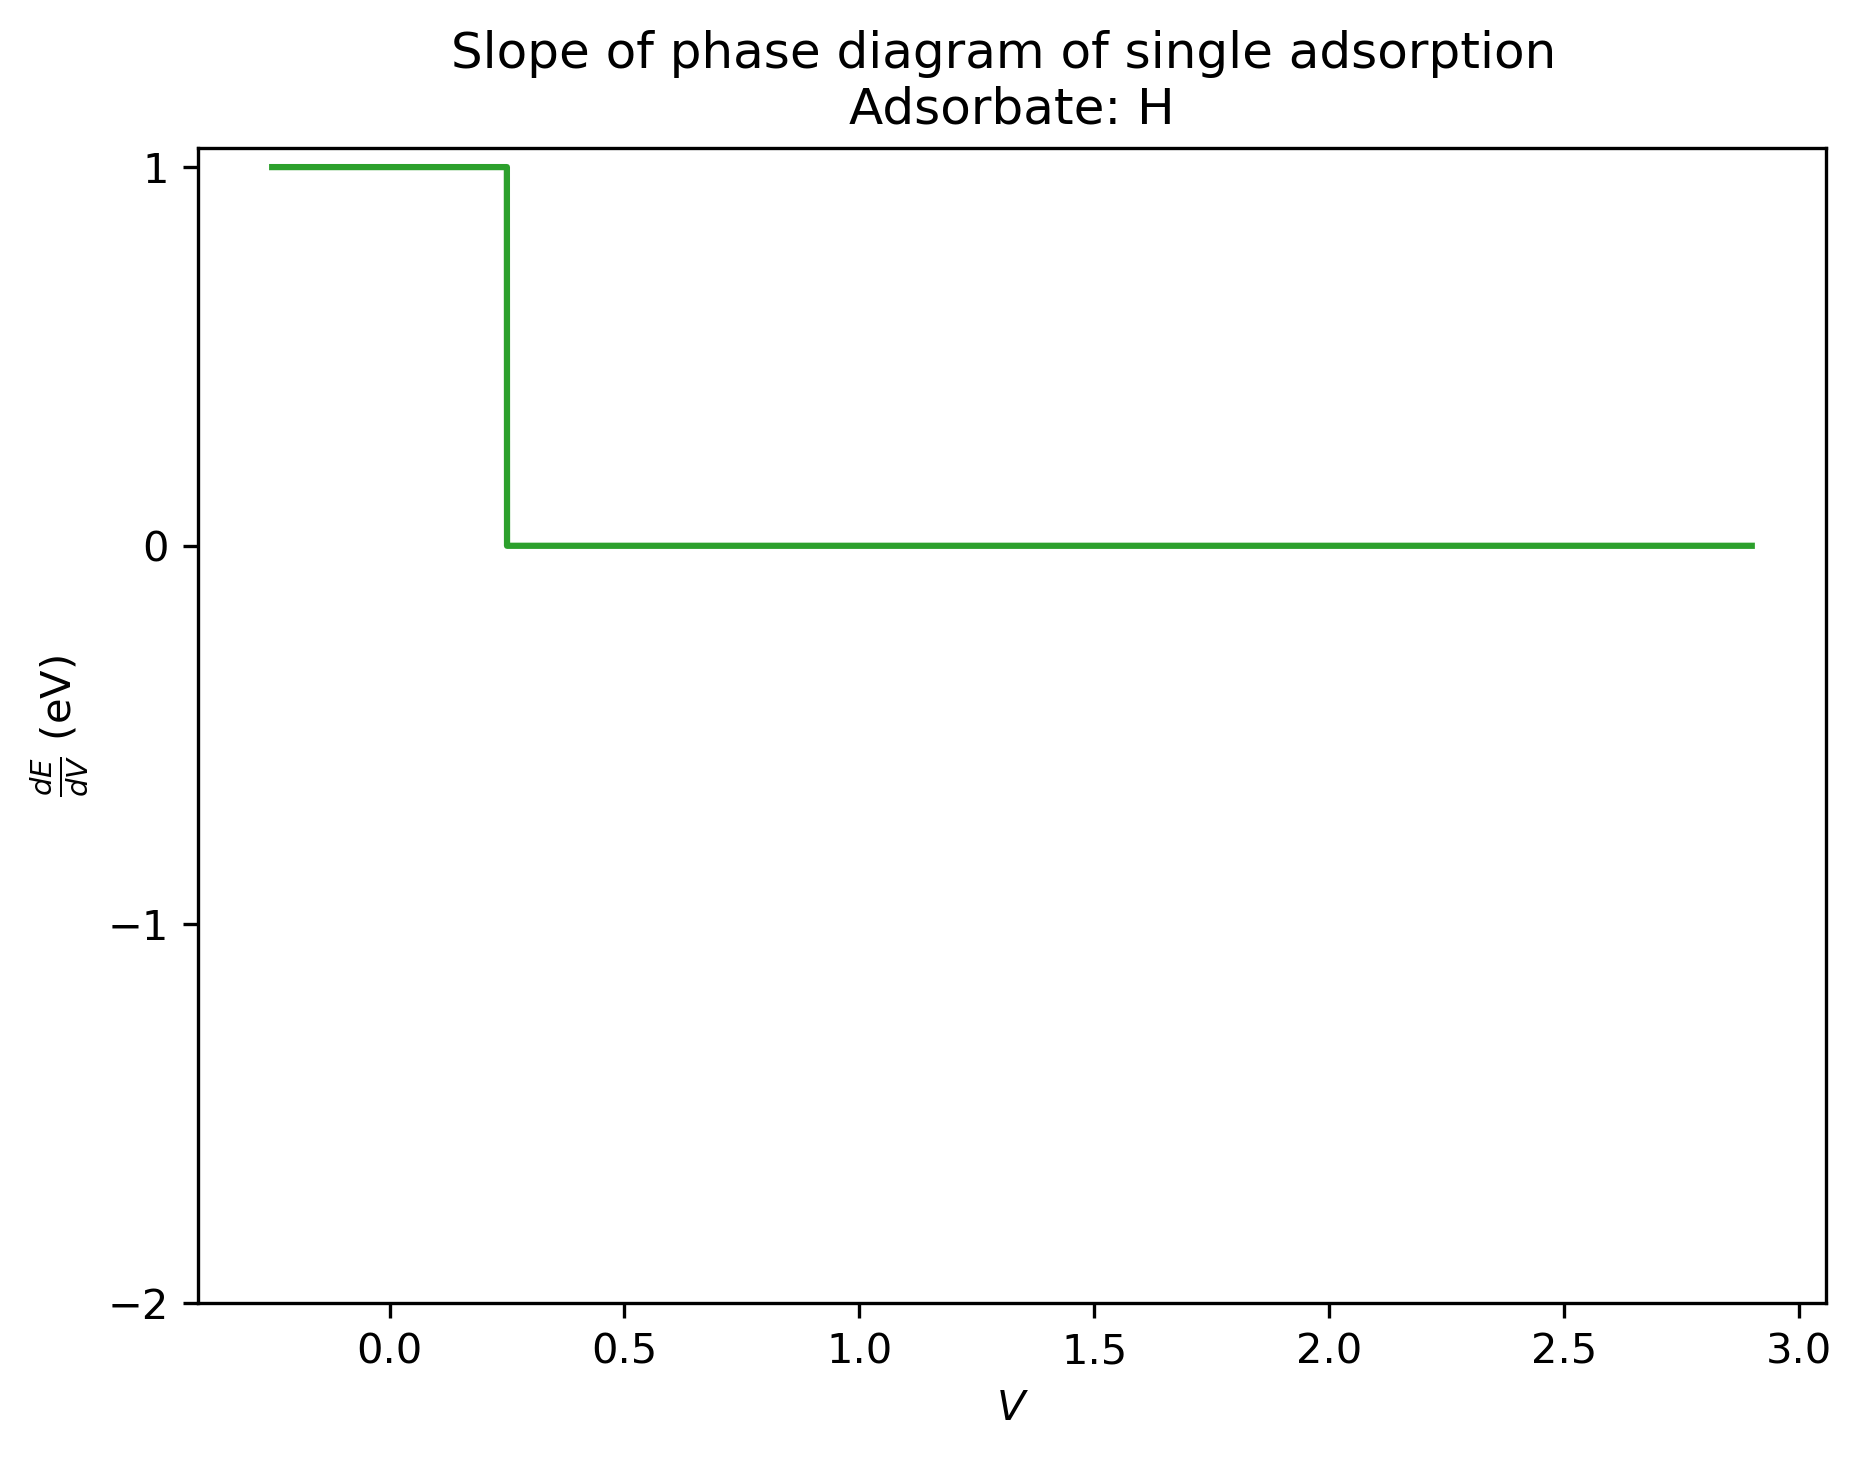 Slope of phase diagram of single adsorption
Adsorbate: H
1
0
−1
−2
dE/dV (eV)
0.0 0.5 1.0 1.5 2.0 2.5 3.0
V